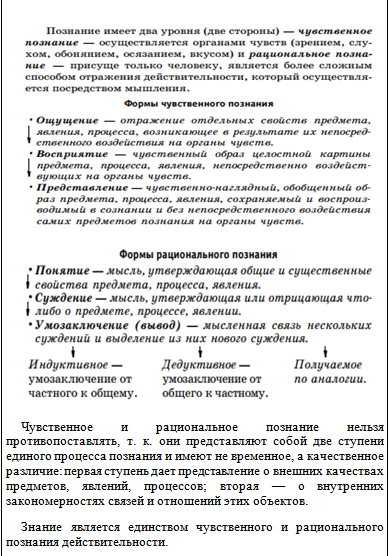 Познание имеет два уровня (две стороны) — чувственное
познание — осуществляется органами чувств (зрением, слу-
хом, обонянием, осязанием, вкусом) и рациональное позна-
ние — присуще только человеку, является более сложным
способом отражения действительности, который осуществля-
ется посредством мышления.
Формы чувственного познания
• Ощущение — отражение отдельных свойств предмета,
явления, процесса, возникающее в результате их непосред-
ственного воздействия на органы чувств.
• Восприятие — чувственный образ целостной картины
предмета, процесса, явления, непосредственно воздейст-
вующих на органы чувств.
• Представление — чувственно-наглядный, обобщенный об-
раз предмета, процесса, явления, сохраняемый и воспроиз-
водимый в сознании и без непосредственного воздействия
самих предметов познания на органы чувств.
Формы рационального познания
• Понятие — мысль, утверждающая общие и существенные
свойства предмета, процесса, явления.
• Суждение — мысль, утверждающая или отрицающая что-
либо о предмете, процессе, явлении.
• Умозаключение (вывод) — мысленная связь нескольких
суждений и выделение из них нового суждения.
Индуктивное — Дедуктивное — Получаемое
умозаключение от умозаключение от по аналогии.
частного к общему. общего к частному.
Чувственное и рациональное познание нельзя
противопоставлять, т. к. они представляют собой две ступени
единого процесса познания и имеют не временное, а качественное
различие: первая ступень дает представление о внешних качествах
предметов, явлений, процессов; вторая — о внутренних
закономерностях связей и отношений этих объектов.
Знание является единством чувственного и рационального
познания действительности.